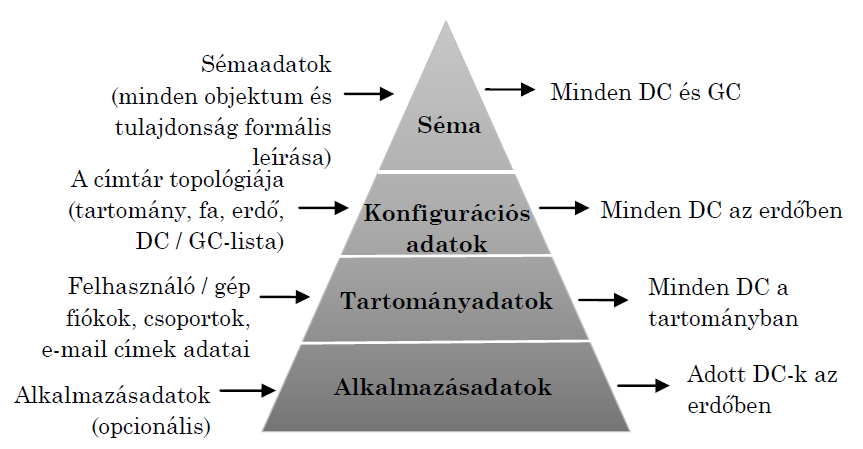 Sémaadatok
(minden objektum és
tulajdonság formális
leírása)
Séma
Minden DC és GC
A címtár topológiája
(tartomány, fa, erdő,
DC / GC-lista)
Konfigurációs
adatok
Minden DC az erdőben
Felhasználó / gép
fiókok, csoportok,
e-mail címek adatai
Tartományadatok
Minden DC a
tartományban
Alkalmazásadatok
(opcionális)
Alkalmazásadatok
Adott DC-k az
erdőben